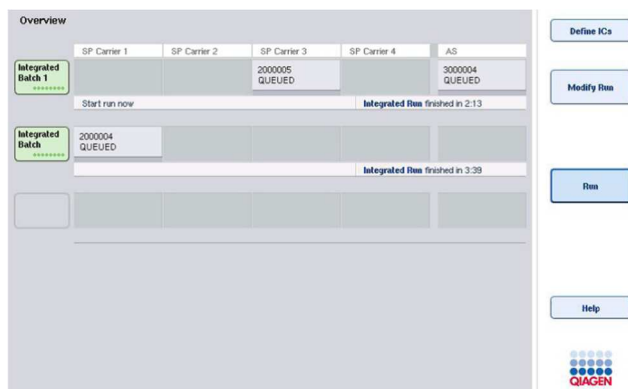 Overview
Define ICs
SP Carrier 1 SP Carrier 2 SP Carrier 3 SP Carrier 4 AS
Integrated
Batch 1
2000005
QUEUED
3000004
QUEUED
Modify Run
Start run now Integrated Run finished in 2:13
Integrated
Batch
2000004
QUEUED
Integrated Run finished in 3:39
Run
Help
QIAGEN